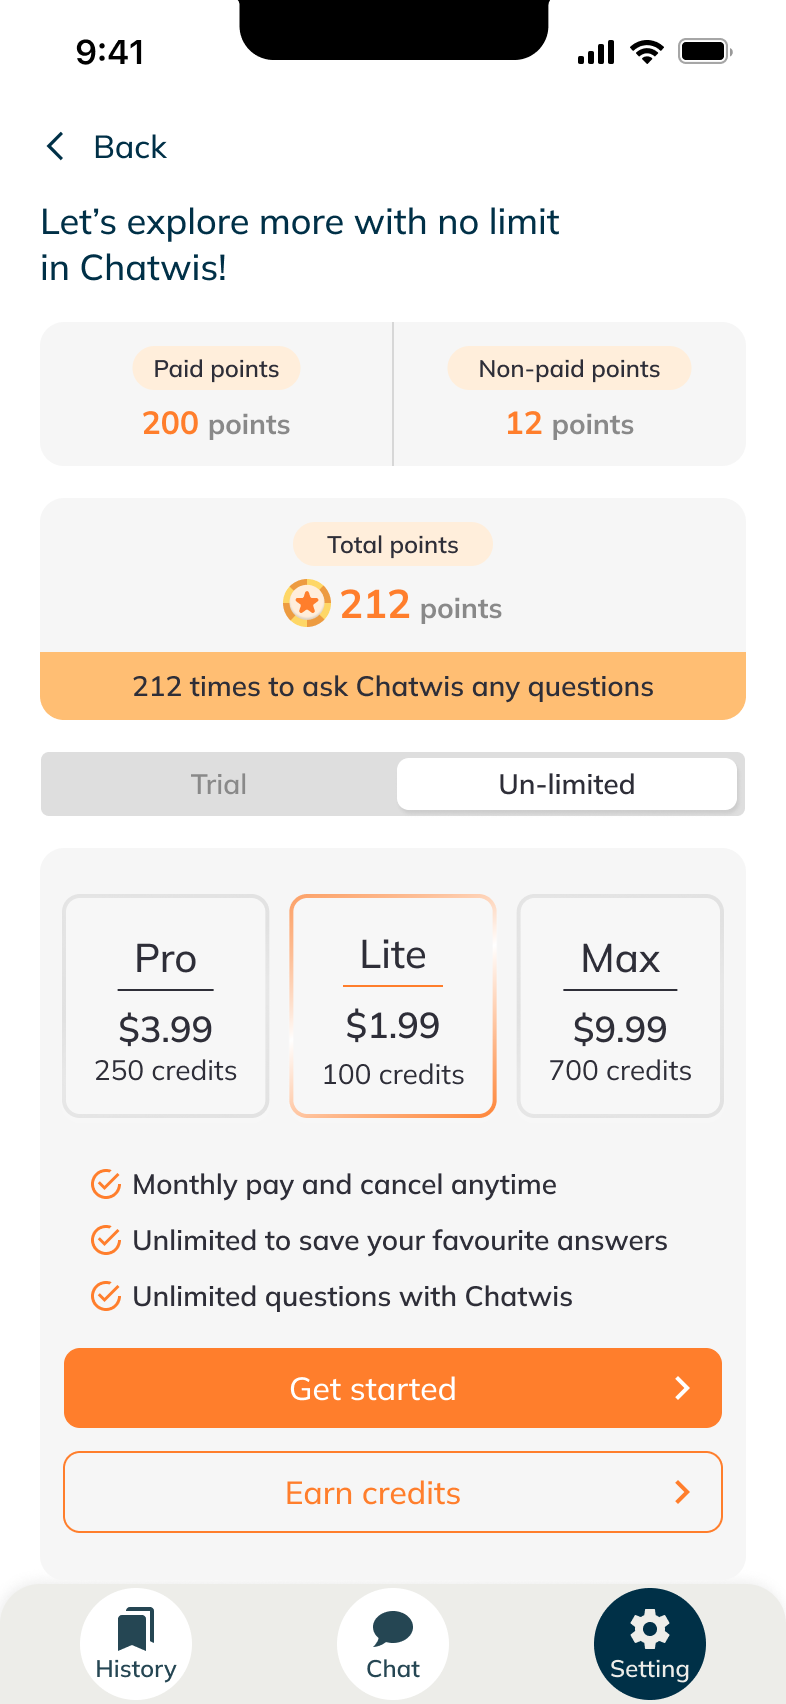 9:41
Back
Let’s explore more with no limit
in Chatwis!
Paid points
200 points
Non-paid points
12 points
Total points
212 points
212 times to ask Chatwis any questions
Trial
Un-limited
Pro
$3.99
250 credits
Lite
$1.99
100 credits
Max
$9.99
700 credits
Monthly pay and cancel anytime
Unlimited to save your favourite answers
Unlimited questions with Chatwis
Get started
Earn credits
History
Chat
Setting